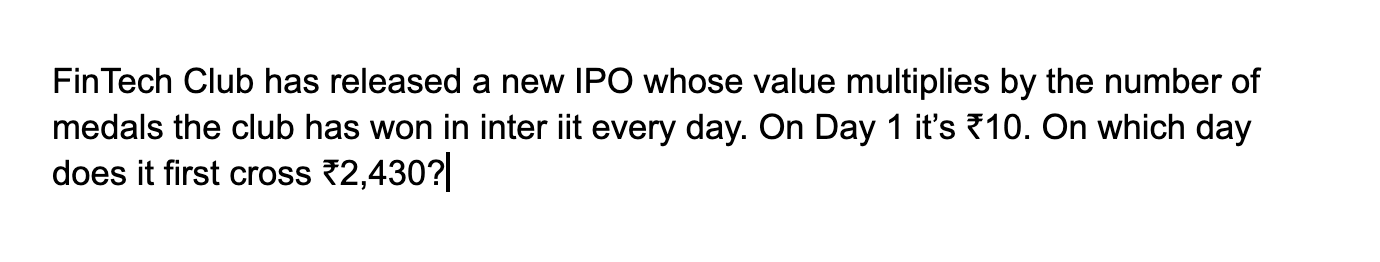 FinTech Club has released a new IPO whose value multiplies by the number of
medals the club has won in inter iit every day. On Day 1 it’s ₹10. On which day
does it first cross ₹2,430?